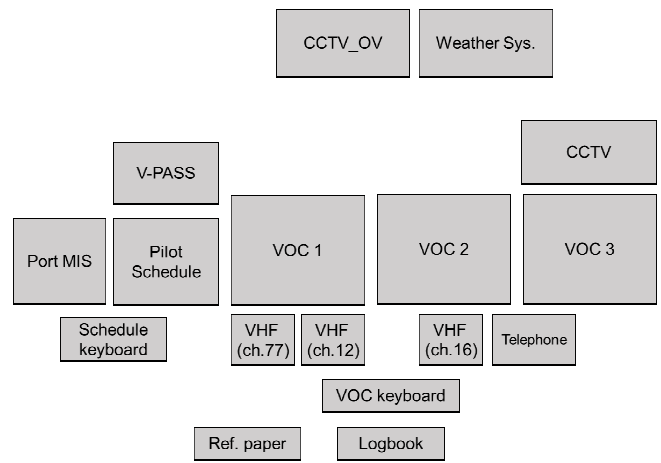 CCTV_OV
Weather Sys.
CCTV
V-PASS
Port MIS
Pilot
Schedule
VOC 1
VOC 2
VOC 3
Schedule
keyboard
VHF
(ch.77)
VHF
(ch.12)
VHF
(ch.16)
Telephone
VOC keyboard
Ref. paper
Logbook